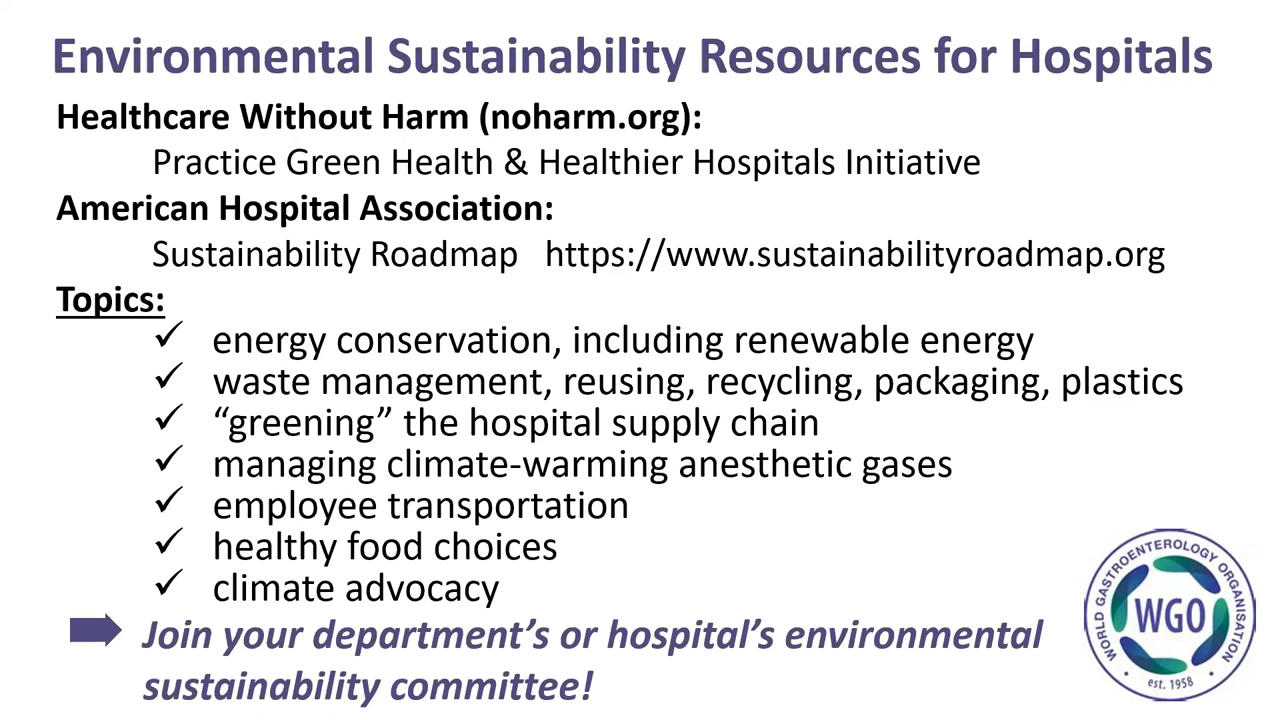 Environmental Sustainability Resources for Hospitals
Healthcare Without Harm (noharm.org):
Practice Green Health & Healthier Hospitals Initiative
American Hospital Association:
Sustainability Roadmap https://www.sustainabilityroadmap.org
Topics:
✓ energy conservation, including renewable energy
✓ waste management, reusing, recycling, packaging, plastics
✓ “greening” the hospital supply chain
✓ managing climate-warming anesthetic gases
✓ employee transportation
✓ healthy food choices
✓ climate advocacy
Join your department’s or hospital’s environmental
sustainability committee!
WORLD GASTROENTEROLOGY ORGANISATION
WGO
est. 1958